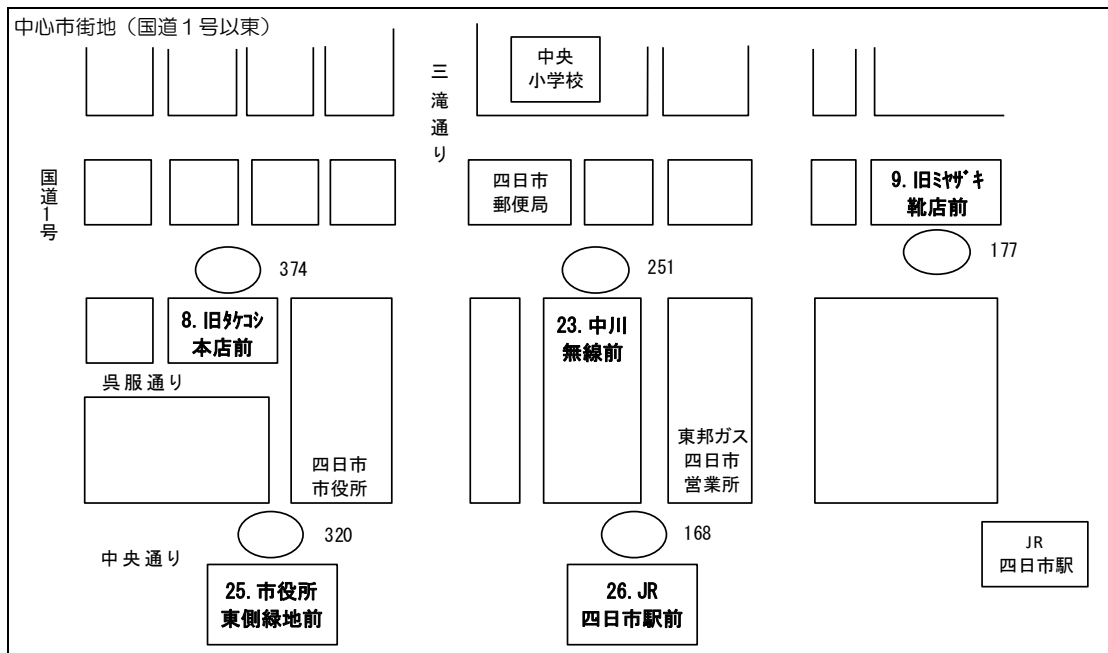 中心市街地（国道１号以東）
三滝通り
中央
小学校
国道1号
四日市
郵便局
9. 旧ﾐﾔｻﾞｷ
靴店前
374
251
177
8. 旧ﾀｹｺｼ
本店前
23. 中川
無線前
呉服通り
四日市
市役所
東邦ガス
四日市
営業所
320
168
中央通り
JR
四日市駅
25. 市役所
東側緑地前
26. JR
四日市駅前